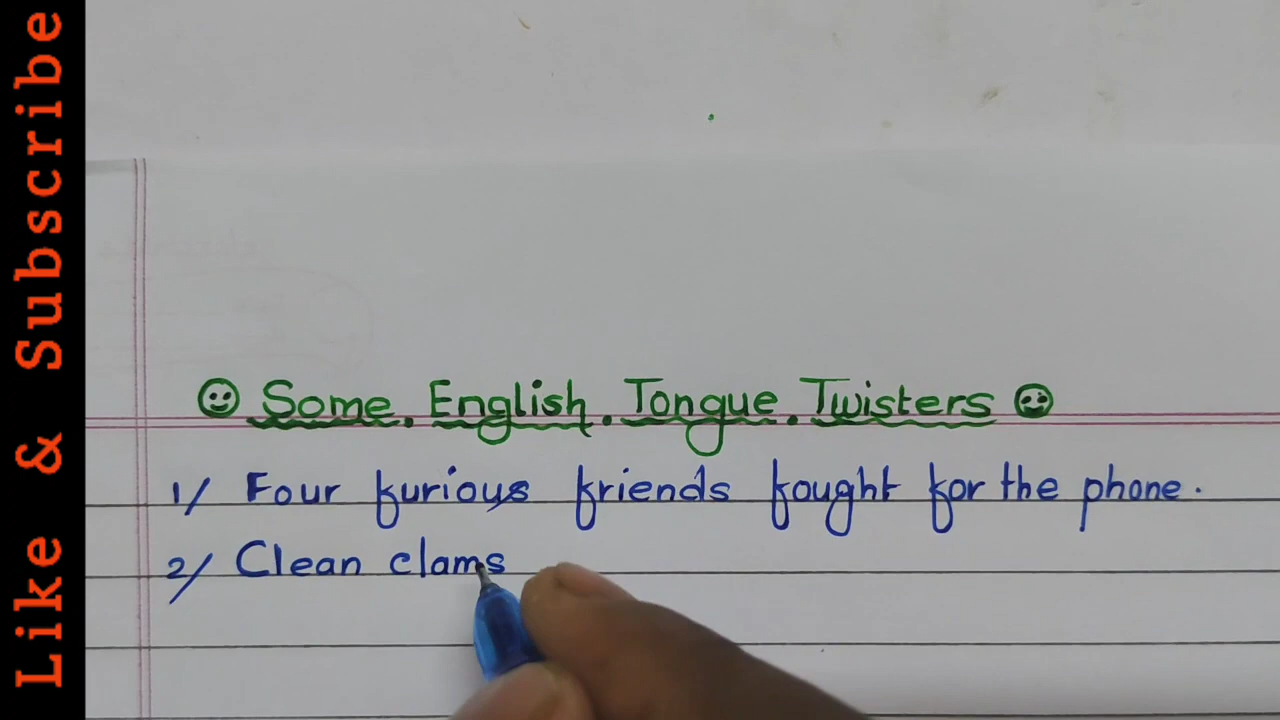 Like & Subscribe
Some English Tongue Twisters
1/ Four furious friends fought for the phone.
2/ Clean clams